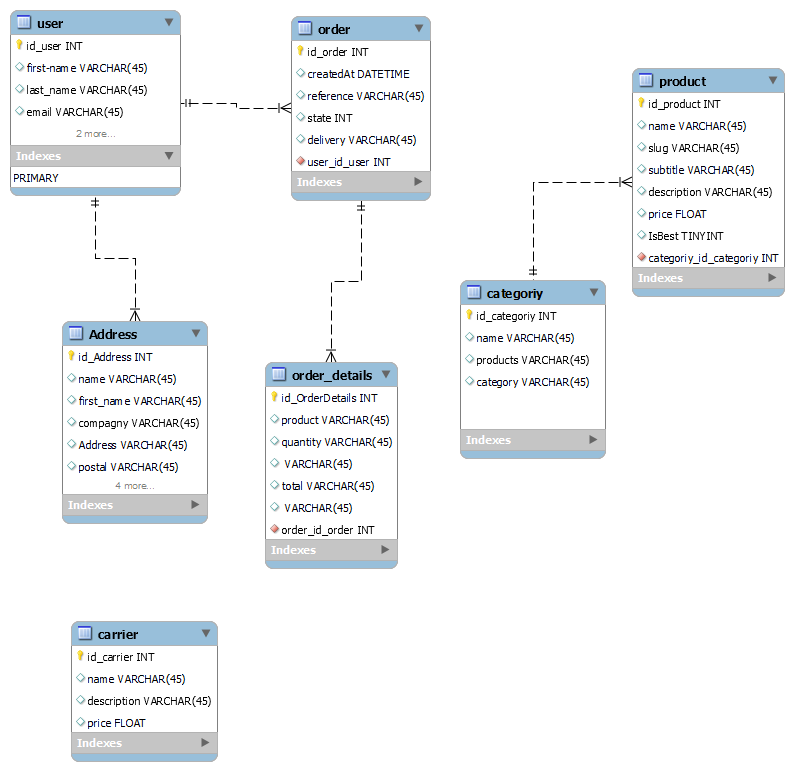 user
id_user INT
first-name VARCHAR(45)
last_name VARCHAR(45)
email VARCHAR(45)
2 more...
Indexes
PRIMARY
order
id_order INT
createdAt DATETIME
reference VARCHAR(45)
state INT
delivery VARCHAR(45)
user_id_user INT
Indexes
product
id_product INT
name VARCHAR(45)
slug VARCHAR(45)
subtitle VARCHAR(45)
description VARCHAR(45)
price FLOAT
IsBest TINYINT
categoriy_id_categoriy INT
Indexes
categoriy
id_categoriy INT
name VARCHAR(45)
products VARCHAR(45)
category VARCHAR(45)
Indexes
Address
id_Address INT
name VARCHAR(45)
first_name VARCHAR(45)
compagny VARCHAR(45)
Address VARCHAR(45)
postal VARCHAR(45)
4 more...
Indexes
order_details
id_OrderDetails INT
product VARCHAR(45)
quantity VARCHAR(45)
VARCHAR(45)
total VARCHAR(45)
VARCHAR(45)
order_id_order INT
Indexes
carrier
id_carrier INT
name VARCHAR(45)
description VARCHAR(45)
price FLOAT
Indexes